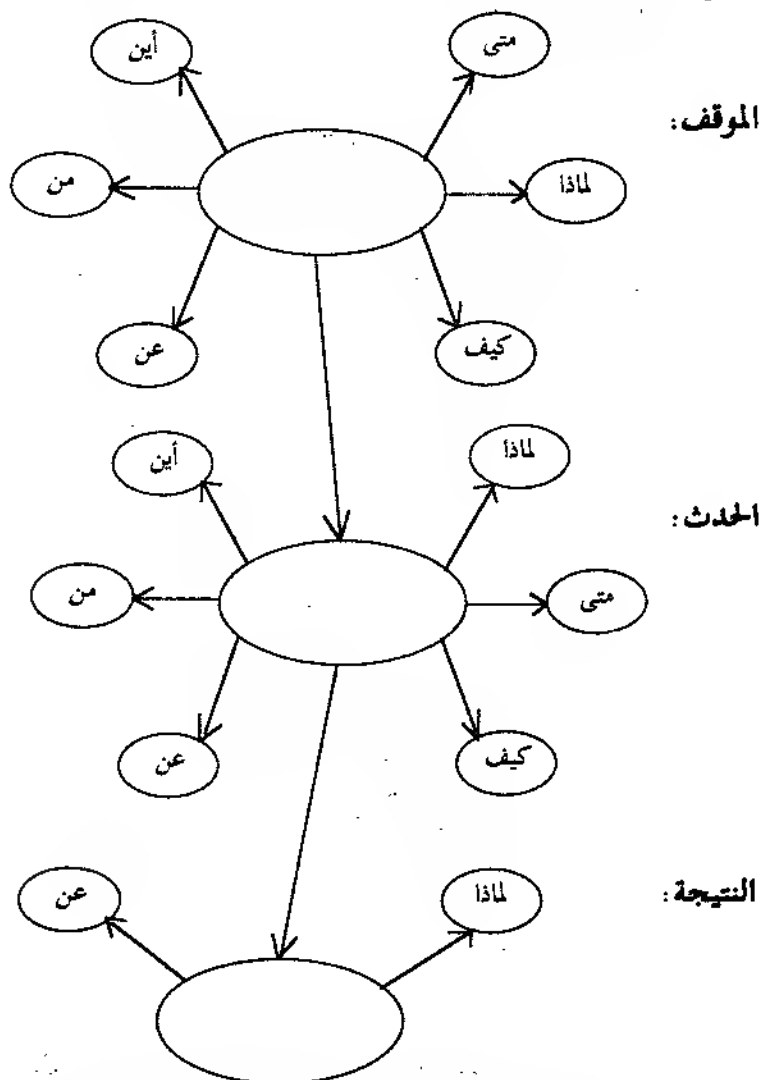 متى
أين
الموقف:
لماذا
من
كيف
عن
لماذا
أين
الحدث:
متى
من
كيف
عن
النتيجة:
لماذا
عن